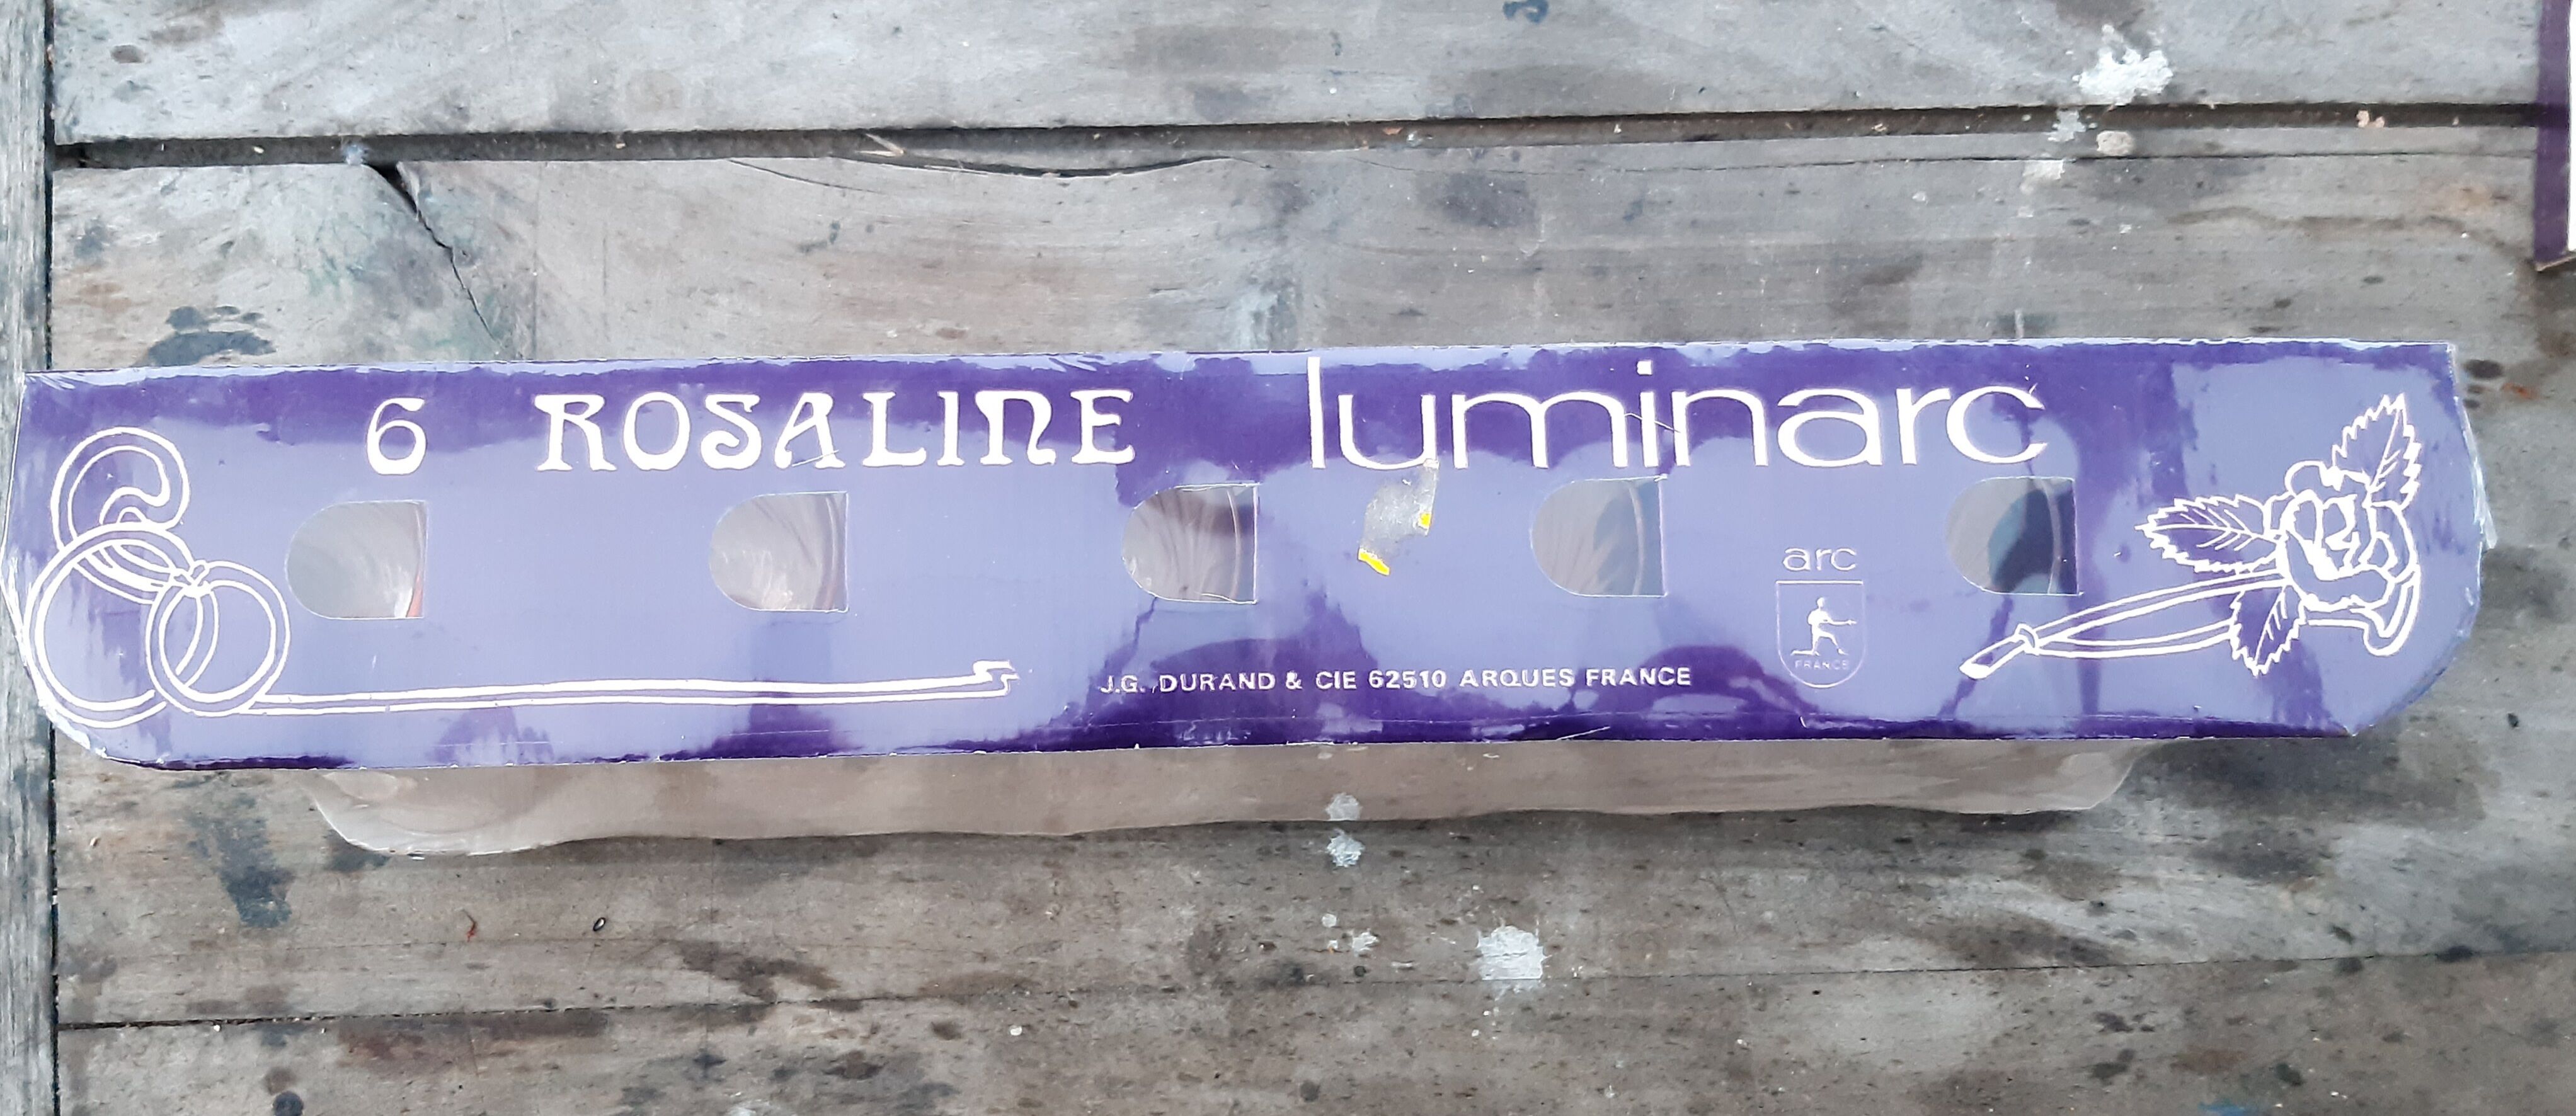 6 ROSALINE luminarc
arc
FRANCE
J.G. DURAND & CIE 62510 ARQUES FRANCE